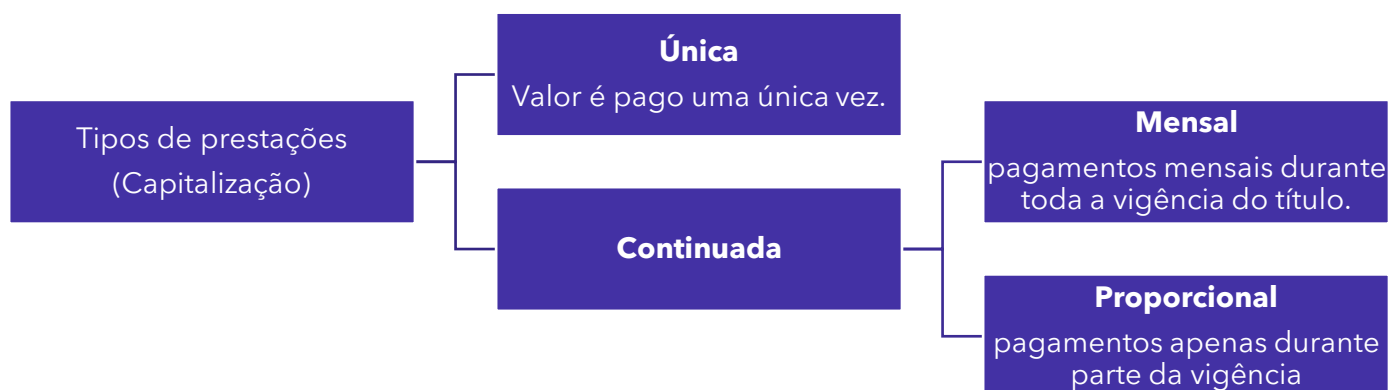 Tipos de prestações
(Capitalização)
Única
Valor é pago uma única vez.
Continuada
Mensal
pagamentos mensais durante
toda a vigência do título.
Proporcional
pagamentos apenas durante
parte da vigência